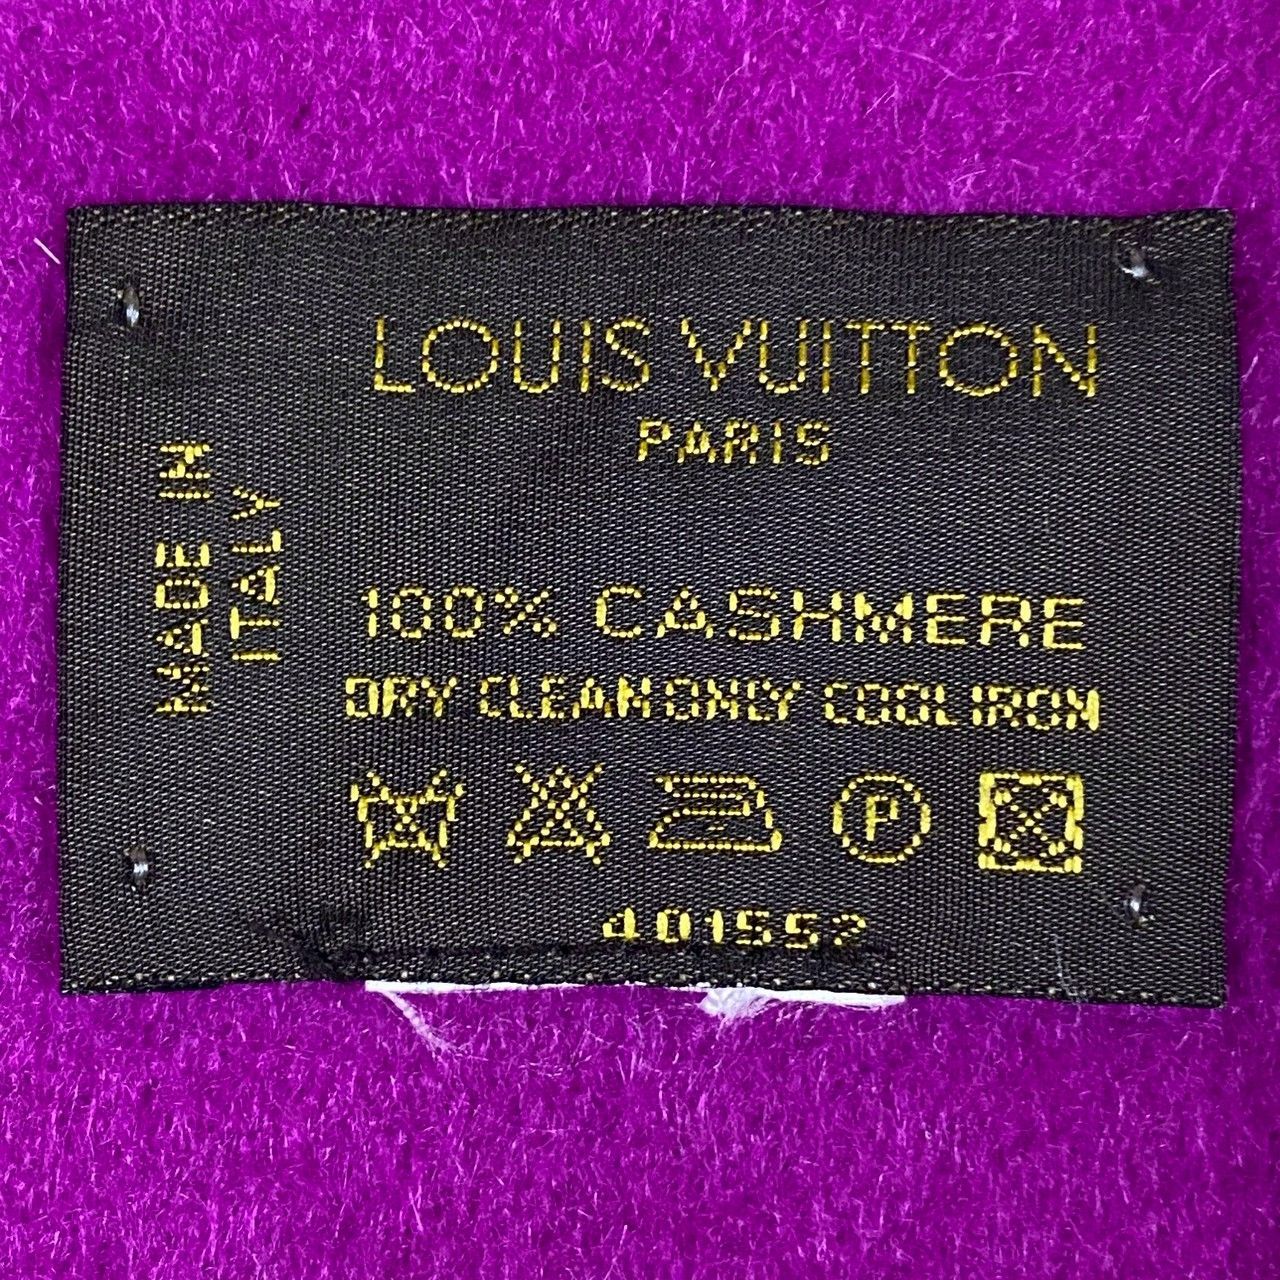 LOUIS VUITTON
PARIS
MADE IN
ITALY
100% CASHMERE
DRY CLEAN ONLY COOL IRON
P
401552